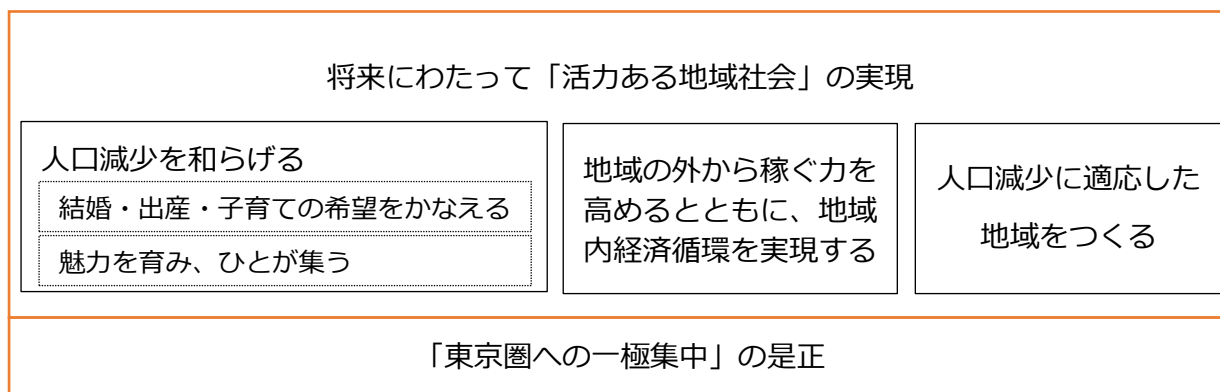 将来にわたって「活力ある地域社会」の実現
人口減少を和らげる
結婚・出産・子育ての希望をかなえる
魅力を育み、ひとが集う
地域の外から稼ぐ力を
高めるとともに、地域
内経済循環を実現する
人口減少に適応した
地域をつくる
「東京圏への一極集中」の是正